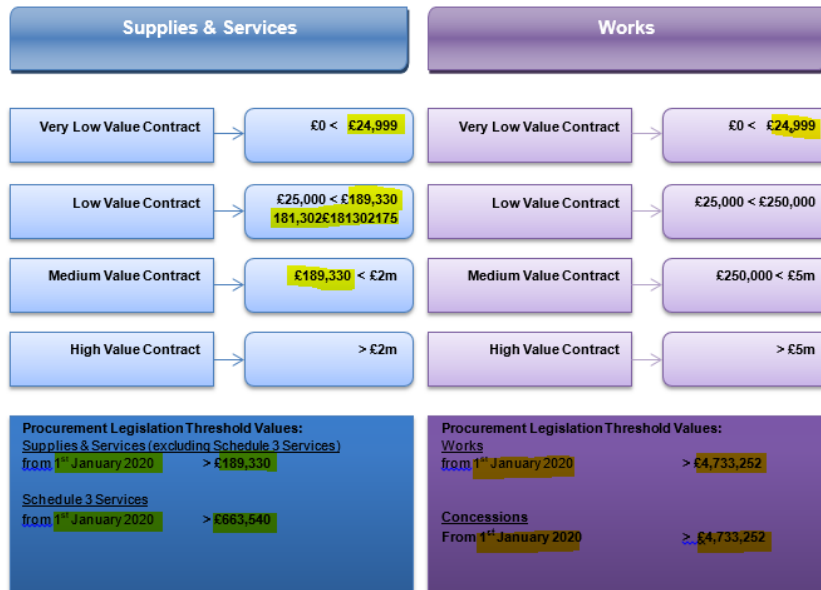 Supplies & Services
Works
Very Low Value Contract
£0 < £24,999
Very Low Value Contract
£0 < £24,999
Low Value Contract
£25,000 < £189,330
181,302£181302175
Low Value Contract
£25,000 < £250,000
Medium Value Contract
£189,330 < £2m
Medium Value Contract
£250,000 < £5m
High Value Contract
> £2m
High Value Contract
> £5m
Procurement Legislation Threshold Values:
Supplies & Services (excluding Schedule 3 Services)
from 1st January 2020 > £189,330
Schedule 3 Services
from 1st January 2020 > £663,540
Procurement Legislation Threshold Values:
Works
from 1st January 2020 > £4,733,252
Concessions
From 1st January 2020 > £4,733,252